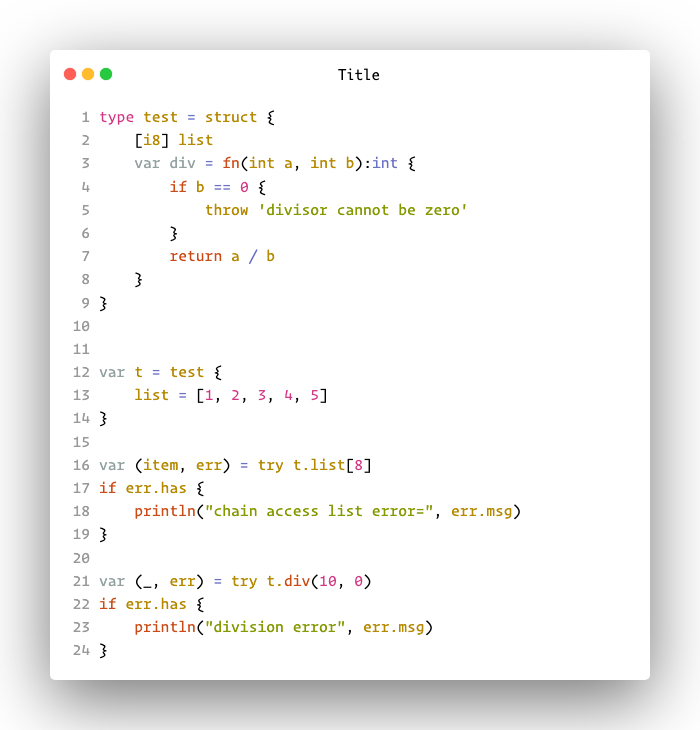 Title
1 type test = struct {
2     [i8] list
3     var div = fn(int a, int b):int {
4         if b == 0 {
5             throw 'divisor cannot be zero'
6         }
7         return a / b
8     }
9 }
10
11
12 var t = test {
13     list = [1, 2, 3, 4, 5]
14 }
15
16 var (item, err) = try t.list[8]
17 if err.has {
18     println("chain access list error=", err.msg)
19 }
20
21 var (_, err) = try t.div(10, 0)
22 if err.has {
23     println("division error", err.msg)
24 }